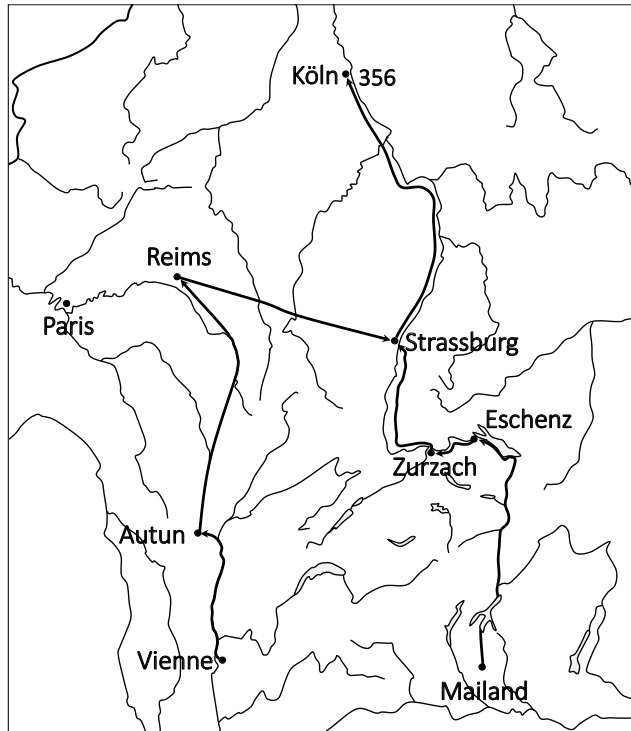 Köln 356
Reims
Paris
Strassburg
Eschenz
Zurzach
Autun
Vienne
Mailand